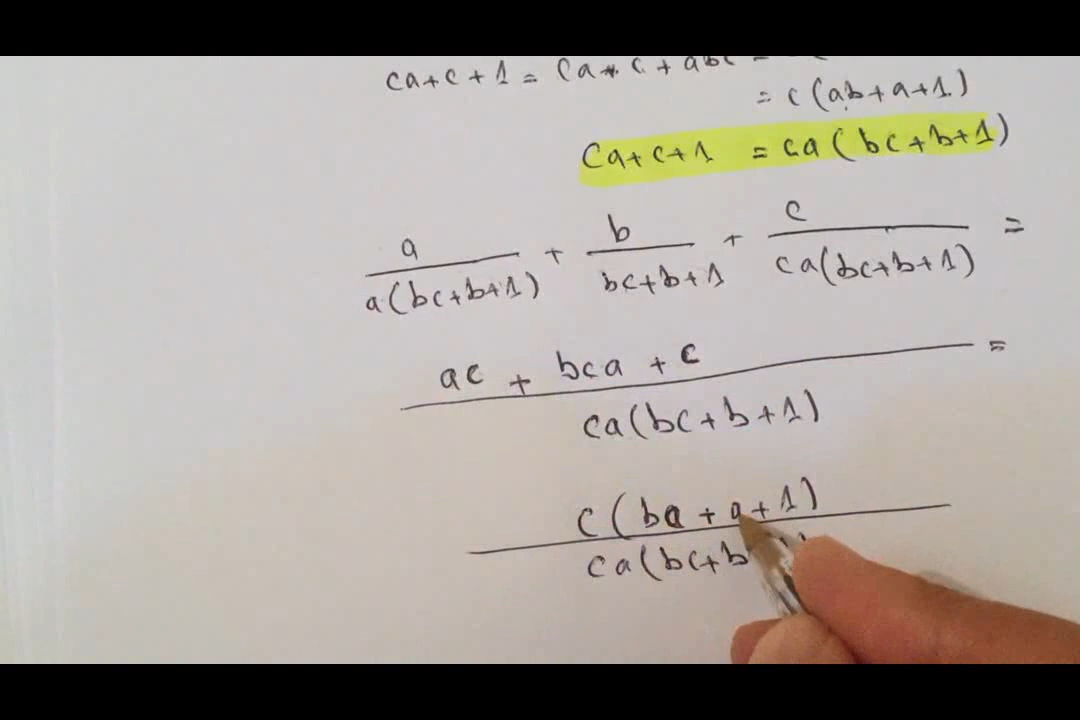 ca+c+1 = ca+ c + abc =
= c(ab+a+1)
ca+c+1 = ca(bc+b+1)
a b c
+ + =
a(bc+b+1) bc+b+1 ca(bc+b+1)
ac + bca + c =
ca(bc+b+1)
c(ba+a+1)
ca(bc+b